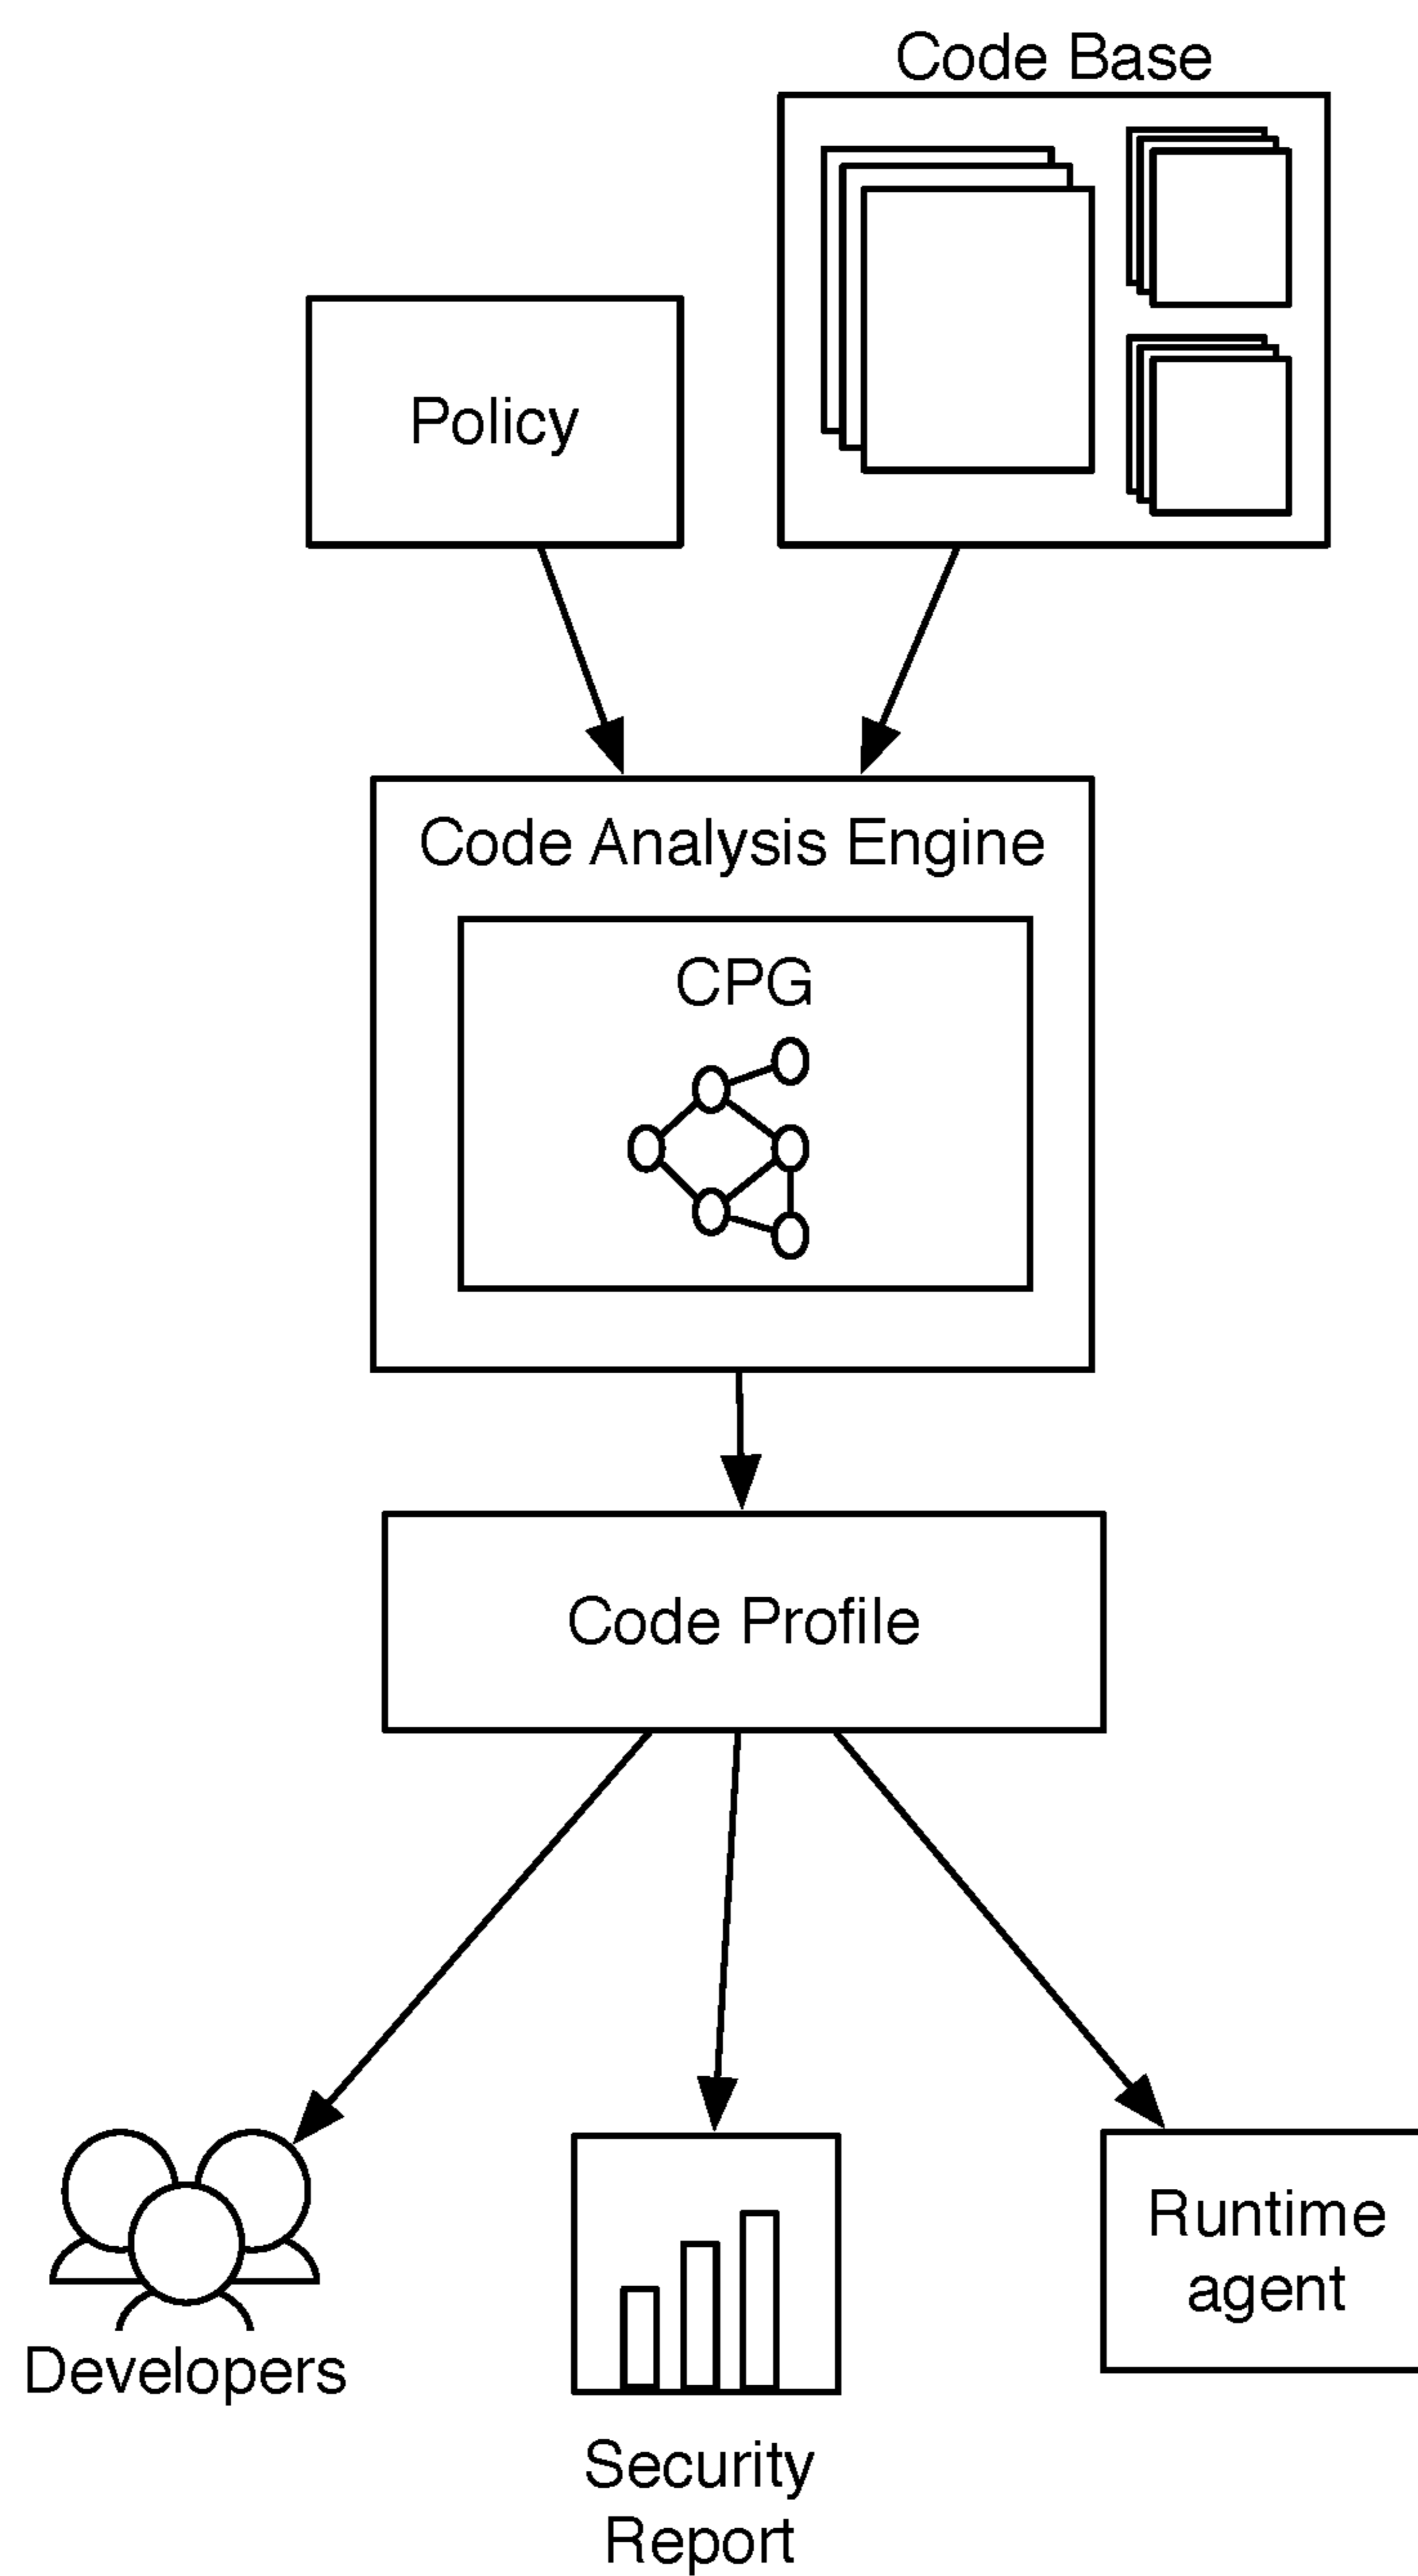 Code Base
Policy
Code Analysis Engine
CPG
Code Profile
Developers
Security
Report
Runtime
agent